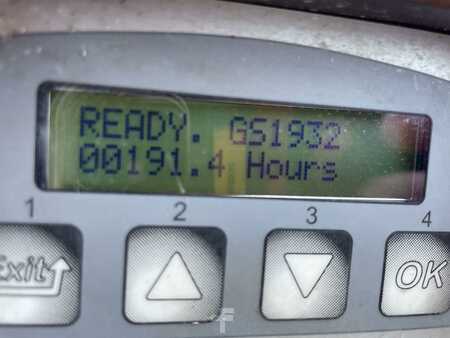 READY. GS1932
00191.4 Hours
1 2 3 4
Exit OK